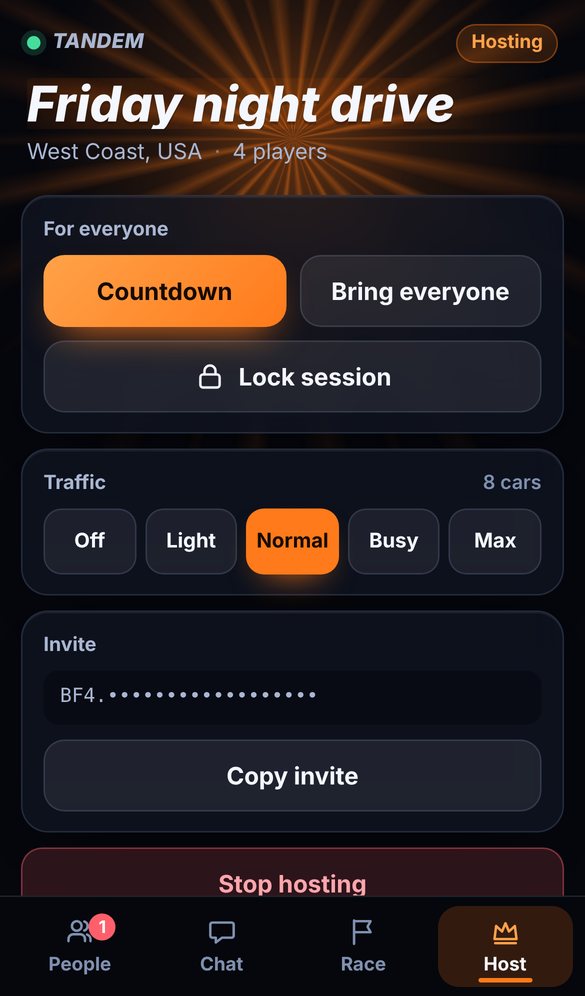 TANDEM
Hosting
Friday night drive
West Coast, USA · 4 players
For everyone
Countdown
Bring everyone
Lock session
Traffic
8 cars
Off
Light
Normal
Busy
Max
Invite
BF4.••••••••••••••••••
Copy invite
Stop hosting
1
People
Chat
Race
Host